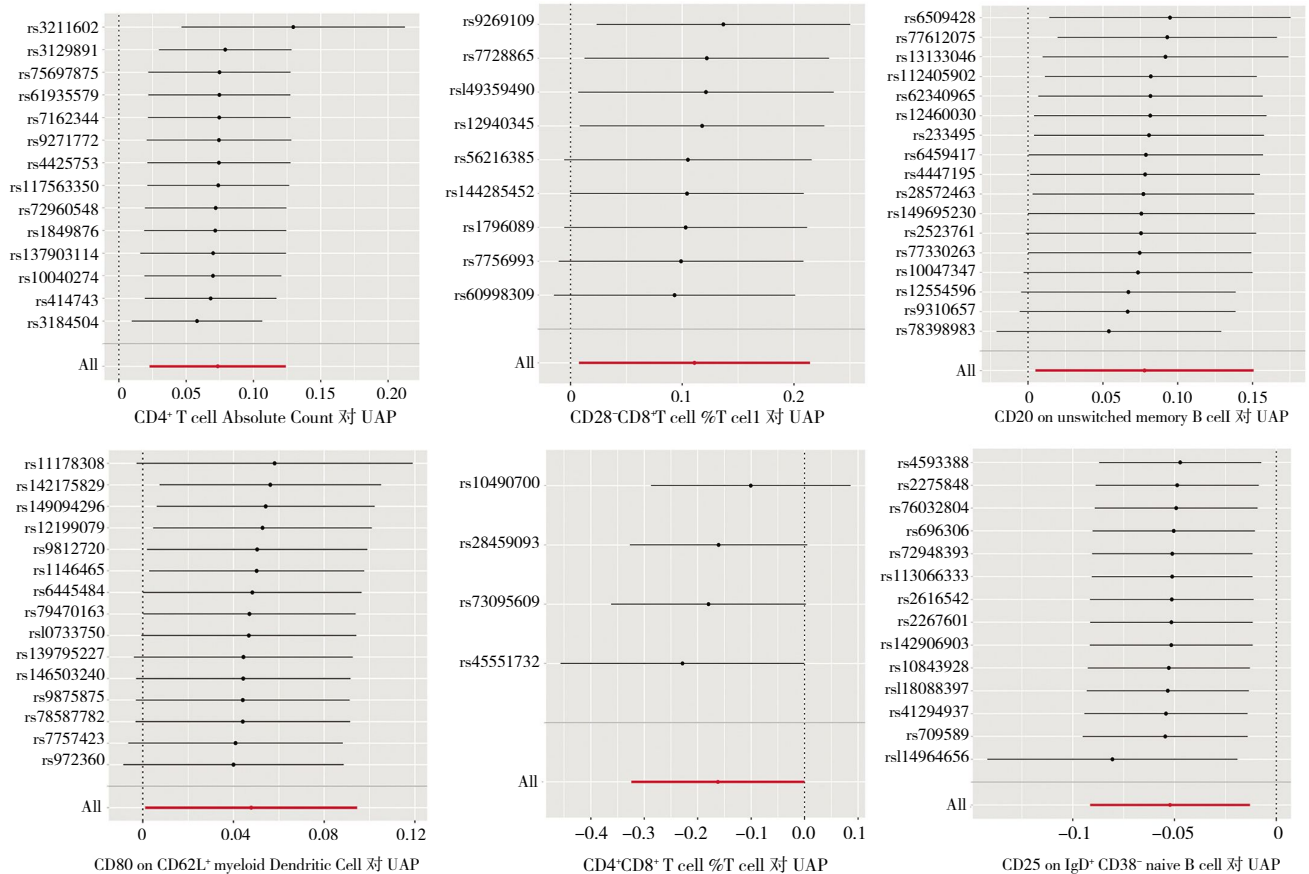 rs3211602
rs3129891
rs75697875
rs61935579
rs7162344
rs9271772
rs4425753
rs117563350
rs72960548
rs1849876
rs137903114
rs10040274
rs414743
rs3184504
All
0 0.05 0.10 0.15 0.20
CD4⁺ T cell Absolute Count 对 UAP
rs9269109
rs7728865
rsl49359490
rs12940345
rs56216385
rs144285452
rs1796089
rs7756993
rs60998309
All
0 0.1 0.2
CD28⁻CD8⁺T cell %T cel1 对 UAP
rs6509428
rs77612075
rs13133046
rs112405902
rs62340965
rs12460030
rs233495
rs6459417
rs4447195
rs28572463
rs149695230
rs2523761
rs77330263
rs10047347
rs12554596
rs9310657
rs78398983
All
0 0.05 0.10 0.15
CD20 on unswitched memory B cell 对 UAP
rs11178308
rs142175829
rs149094296
rs12199079
rs9812720
rs1146465
rs6445484
rs79470163
rsl0733750
rs139795227
rs146503240
rs9875875
rs78587782
rs7757423
rs972360
All
0 0.04 0.08 0.12
CD80 on CD62L⁺ myeloid Dendritic Cell 对 UAP
rs10490700
rs28459093
rs73095609
rs45551732
All
−0.4 −0.3 −0.2 −0.1 0.0 0.1
CD4⁺CD8⁺ T cell %T cell 对 UAP
rs4593388
rs2275848
rs76032804
rs696306
rs72948393
rs113066333
rs2616542
rs2267601
rs142906903
rs10843928
rsl18088397
rs41294937
rs709589
rsl14964656
All
−0.1 −0.05 0
CD25 on IgD⁺ CD38⁻ naive B cell 对 UAP